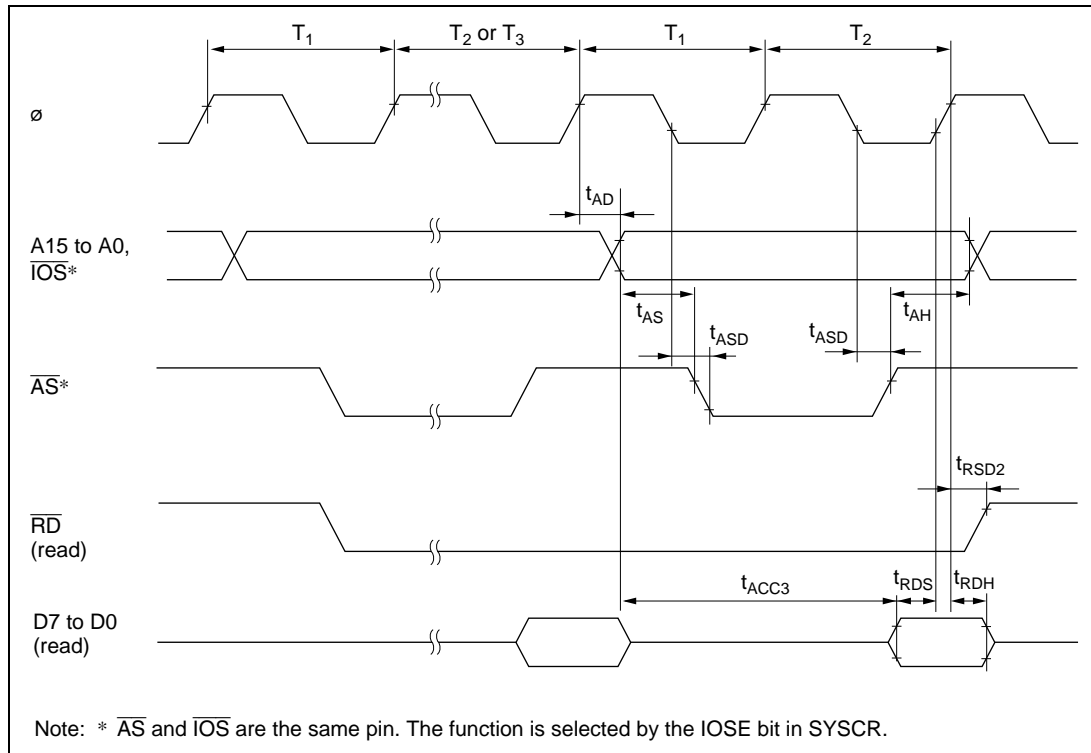 T1 T2 or T3 T1 T2
ø
tAD
A15 to A0,
IOS*
tAS tASD tASD tAH
AS*
tRSD2
RD
(read)
tACC3 tRDS tRDH
D7 to D0
(read)
Note: * AS and IOS are the same pin. The function is selected by the IOSE bit in SYSCR.